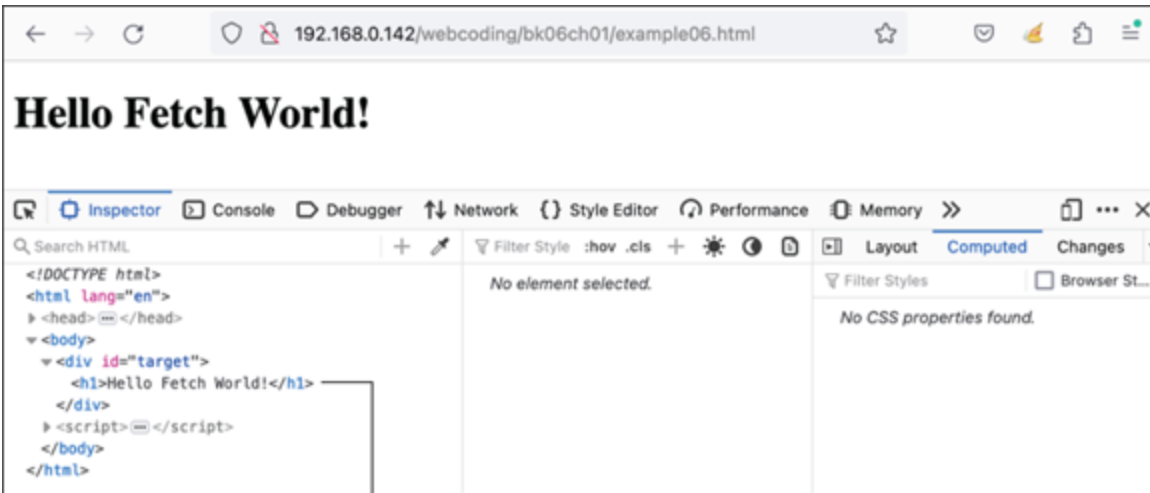 192.168.0.142/webcoding/bk06ch01/example06.html
Hello Fetch World!
Inspector Console Debugger Network {} Style Editor Performance Memory
Search HTML Filter Style :hov .cls Layout Computed Changes
<!DOCTYPE html> No element selected. Filter Styles Browser St...
<html lang="en">
<head> ••• </head> No CSS properties found.
<body>
<div id="target">
<h1>Hello Fetch World!</h1>
</div>
<script> ••• </script>
</body>
</html>